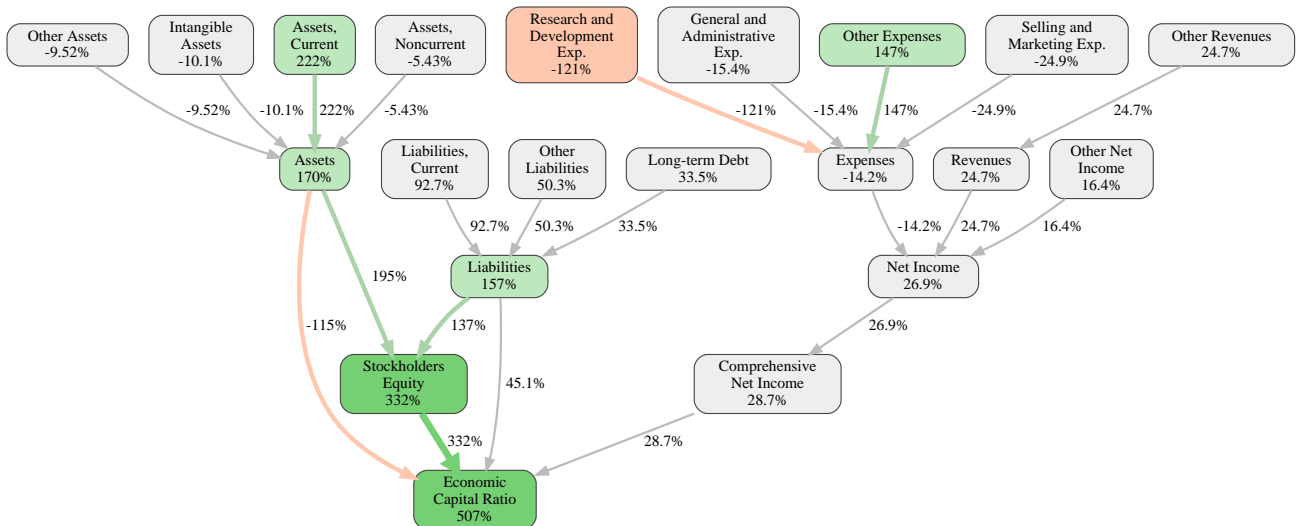 Other Assets
-9.52%
Intangible
Assets
-10.1%
Assets,
Current
222%
Assets,
Noncurrent
-5.43%
Research and
Development
Exp.
-121%
General and
Administrative
Exp.
-15.4%
Other Expenses
147%
Selling and
Marketing Exp.
-24.9%
Other Revenues
24.7%
-9.52%
-10.1%
222%
-5.43%
-121%
-15.4%
147%
-24.9%
24.7%
Assets
170%
Liabilities,
Current
92.7%
Other
Liabilities
50.3%
Long-term Debt
33.5%
Expenses
-14.2%
Revenues
24.7%
Other Net
Income
16.4%
92.7%
50.3%
33.5%
-14.2%
24.7%
16.4%
Liabilities
157%
Net Income
26.9%
195%
-115%
137%
26.9%
Stockholders
Equity
332%
45.1%
Comprehensive
Net Income
28.7%
332%
28.7%
Economic
Capital Ratio
507%